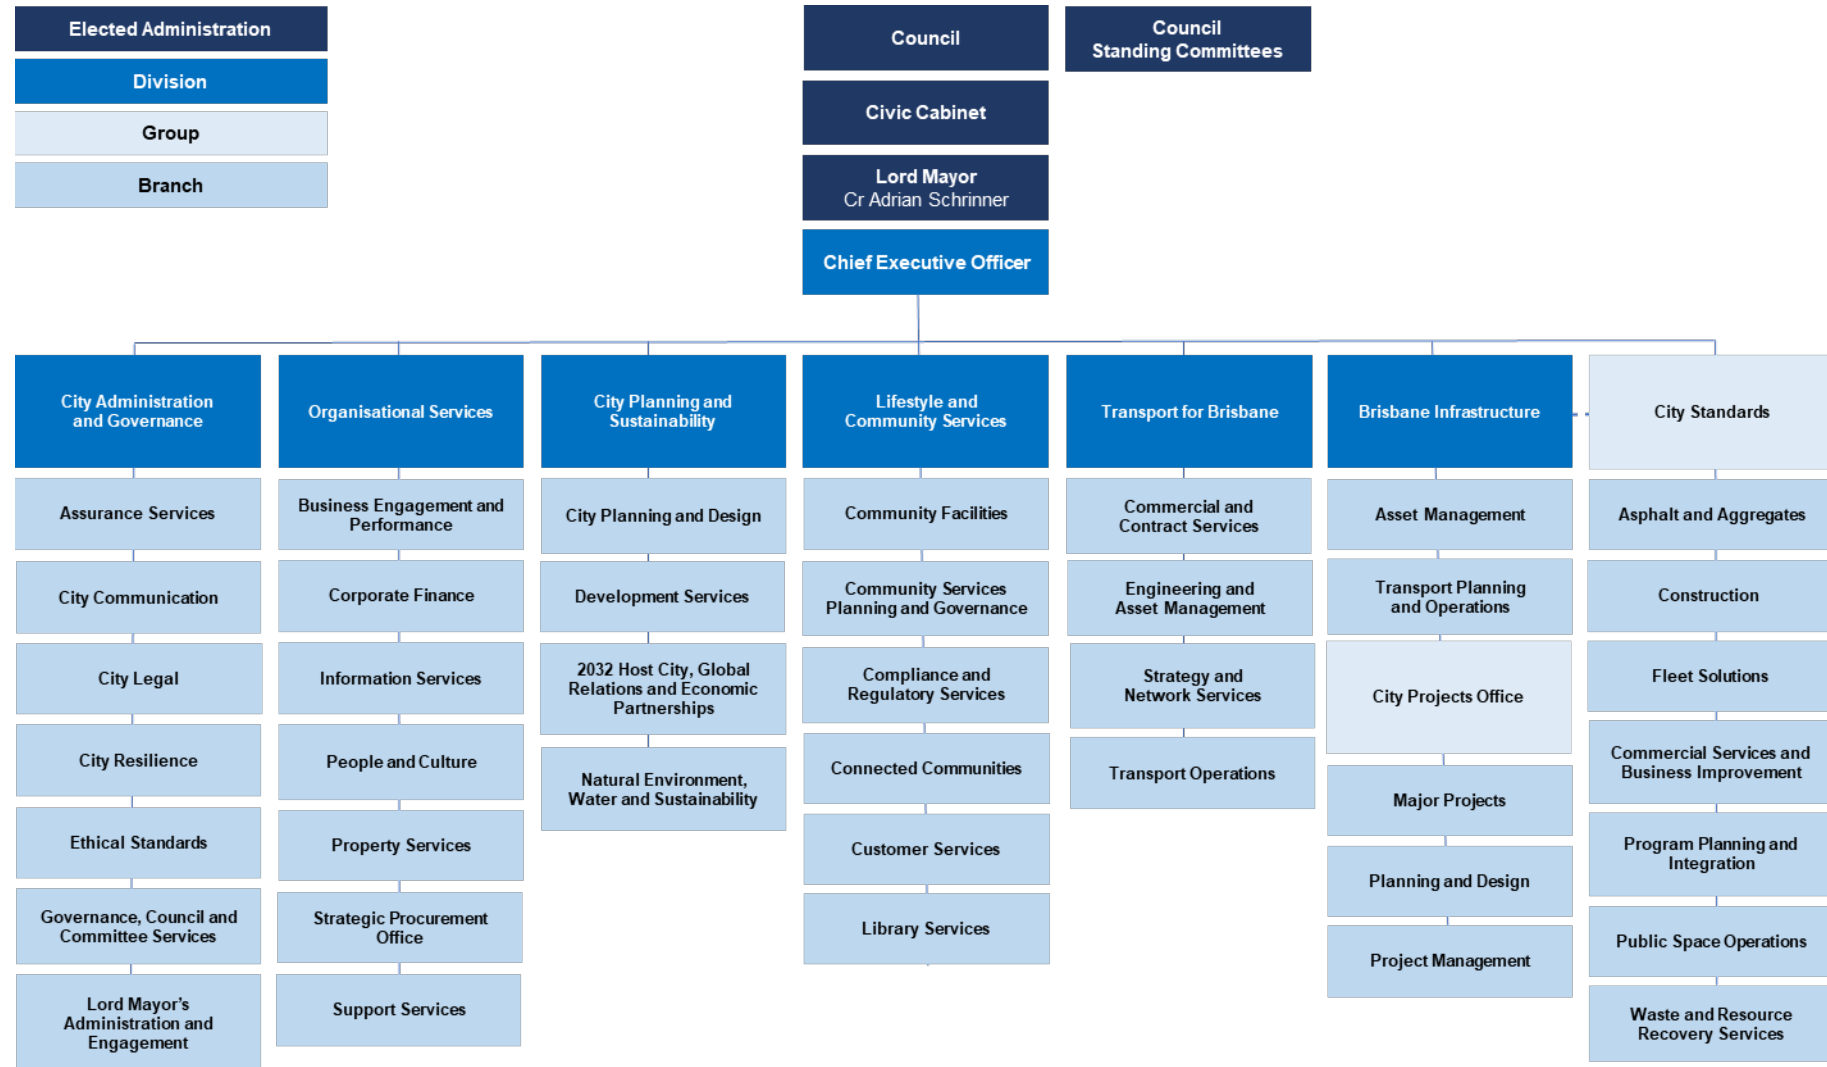 Elected Administration
Division
Group
Branch
Council
Council
Standing Committees
Civic Cabinet
Lord Mayor
Cr Adrian Schrinner
Chief Executive Officer
City Administration
and Governance
Assurance Services
City Communication
City Legal
City Resilience
Ethical Standards
Governance, Council and
Committee Services
Lord Mayor’s
Administration and
Engagement
Organisational Services
Business Engagement and
Performance
Corporate Finance
Information Services
People and Culture
Property Services
Strategic Procurement
Office
Support Services
City Planning and
Sustainability
City Planning and Design
Development Services
2032 Host City, Global
Relations and Economic
Partnerships
Natural Environment,
Water and Sustainability
Lifestyle and
Community Services
Community Facilities
Community Services
Planning and Governance
Compliance and
Regulatory Services
Connected Communities
Customer Services
Library Services
Transport for Brisbane
Commercial and
Contract Services
Engineering and
Asset Management
Strategy and
Network Services
Transport Operations
Brisbane Infrastructure
Asset Management
Transport Planning
and Operations
City Projects Office
Major Projects
Planning and Design
Project Management
City Standards
Asphalt and Aggregates
Construction
Fleet Solutions
Commercial Services and
Business Improvement
Program Planning and
Integration
Public Space Operations
Waste and Resource
Recovery Services